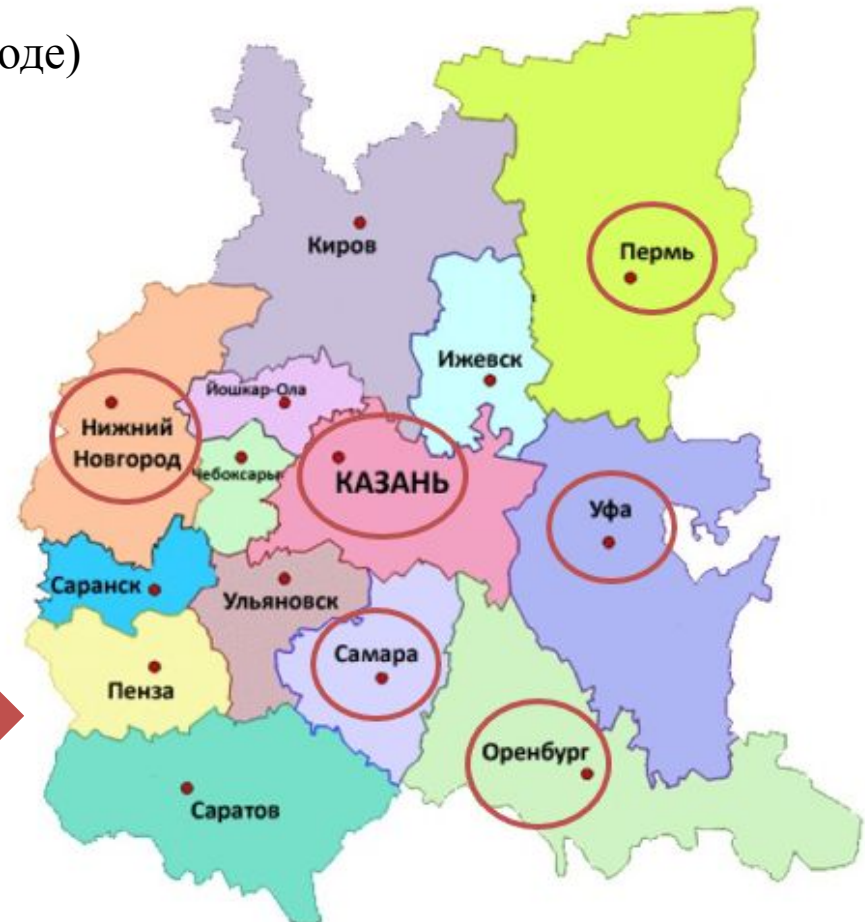 оде)
Киров
Пермь
Ижевск
Йошкар-Ола
Нижний
Новгород
Чебоксары
КАЗАНЬ
Уфа
Саранск
Ульяновск
Самара
Пенза
Оренбург
Саратов